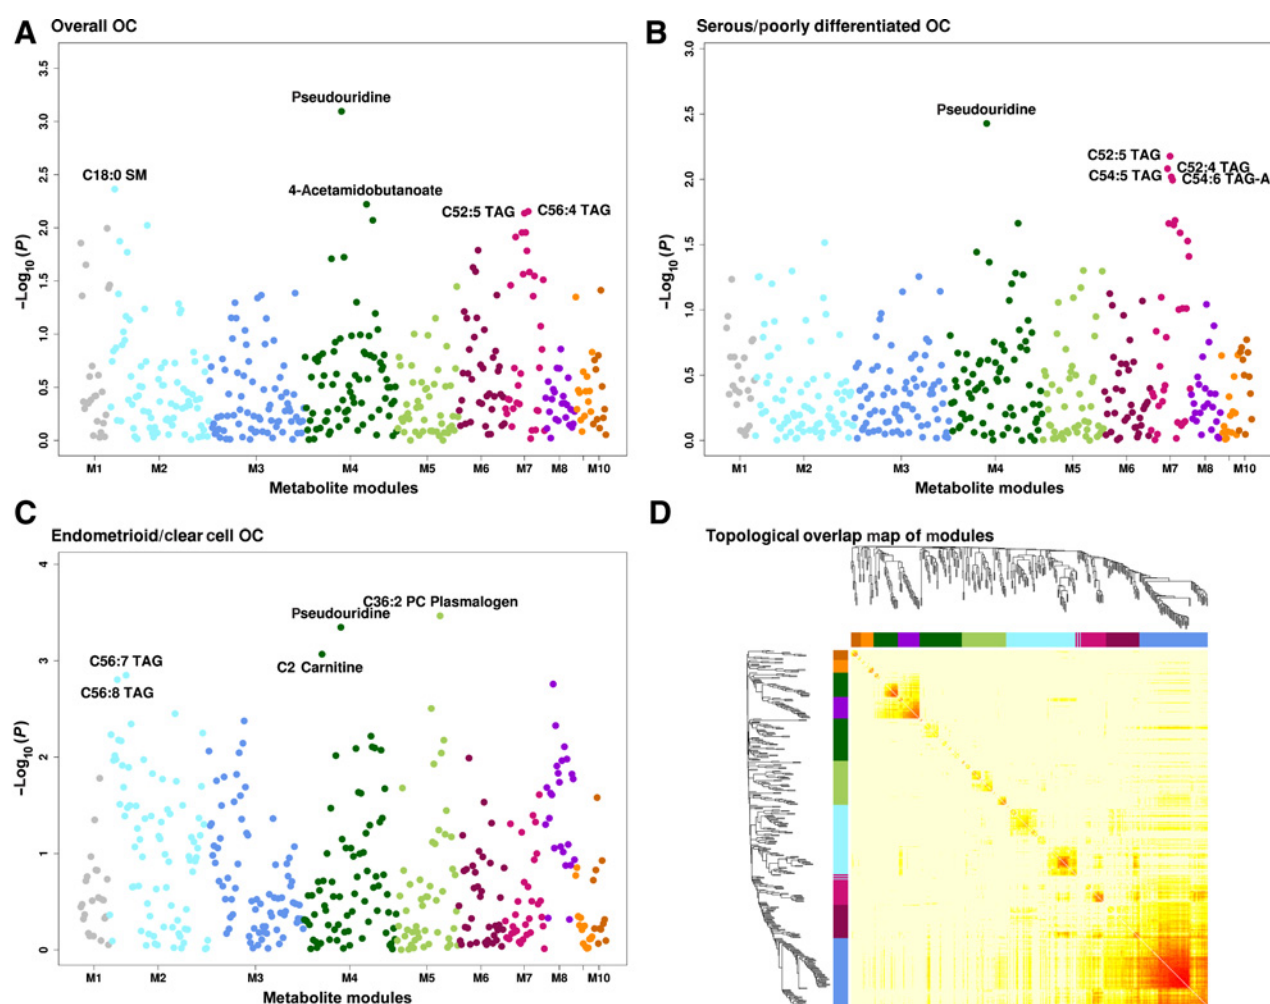 A
Overall OC
3.5
3.0
2.5
2.0
1.5
1.0
0.5
0.0
−Log10 (P)
Pseudouridine
C18:0 SM
4-Acetamidobutanoate
C52:5 TAG
C56:4 TAG
M1
M2
M3
M4
M5
M6
M7
M8
M10
Metabolite modules
B
Serous/poorly differentiated OC
3.0
2.5
2.0
1.5
1.0
0.5
0.0
−Log10 (P)
Pseudouridine
C52:5 TAG
C52:4 TAG
C54:5 TAG
C54:6 TAG-A
M1
M2
M3
M4
M5
M6
M7
M8
M10
Metabolite modules
C
Endometrioid/clear cell OC
4
3
2
1
0
−Log10 (P)
C36:2 PC Plasmalogen
Pseudouridine
C2 Carnitine
C56:7 TAG
C56:8 TAG
M1
M2
M3
M4
M5
M6
M7
M8
M10
Metabolite modules
D
Topological overlap map of modules